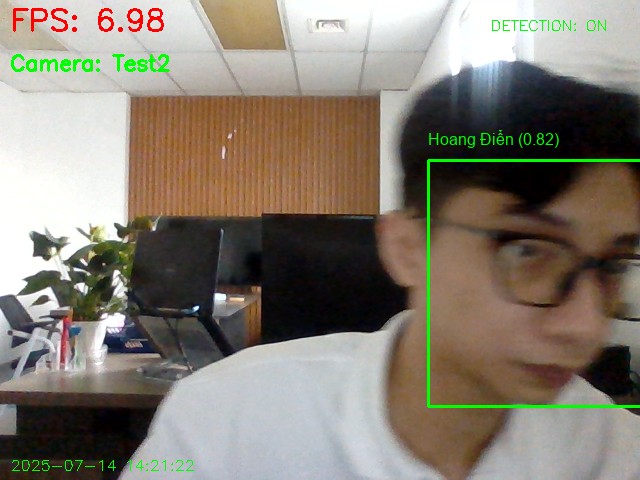 FPS: 6.98
DETECTION: ON
Camera: Test2
Hoang Điển (0.82)
2025-07-14 14:21:22